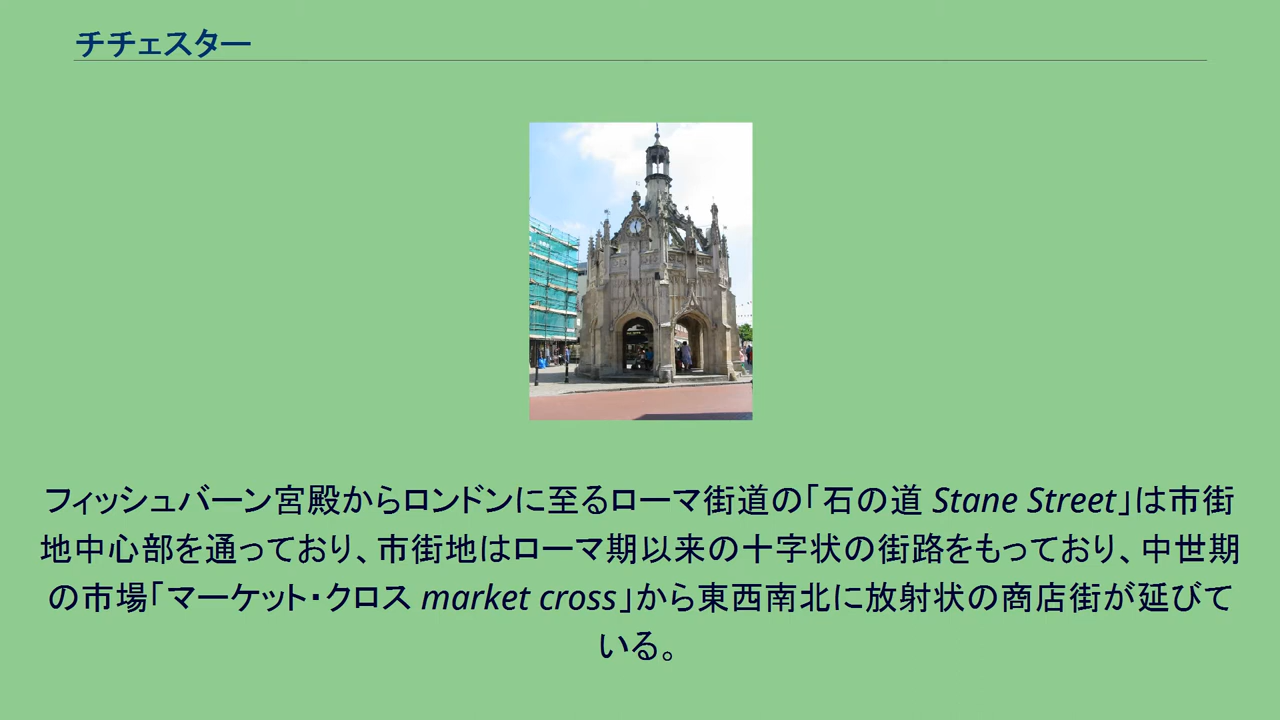 チチェスター
フィッシュバーン宮殿からロンドンに至るローマ街道の「石の道 Stane Street」は市街
地中心部を通っており、市街地はローマ期以来の十字状の街路をもっており、中世期
の市場「マーケット・クロス market cross」から東西南北に放射状の商店街が延びて
いる。